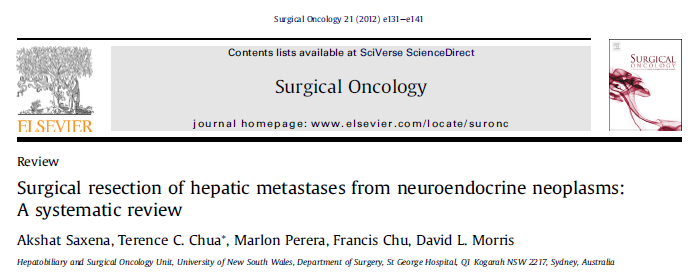 Surgical Oncology 21 (2012) e131–e141
Contents lists available at SciVerse ScienceDirect
Surgical Oncology
journal homepage: www.elsevier.com/locate/suronc
ELSEVIER
SURGICAL
ONCOLOGY
Review
Surgical resection of hepatic metastases from neuroendocrine neoplasms:
A systematic review
Akshat Saxena, Terence C. Chua*, Marlon Perera, Francis Chu, David L. Morris
Hepatobiliary and Surgical Oncology Unit, University of New South Wales, Department of Surgery, St George Hospital, Q1 Kogarah NSW 2217, Sydney, Australia